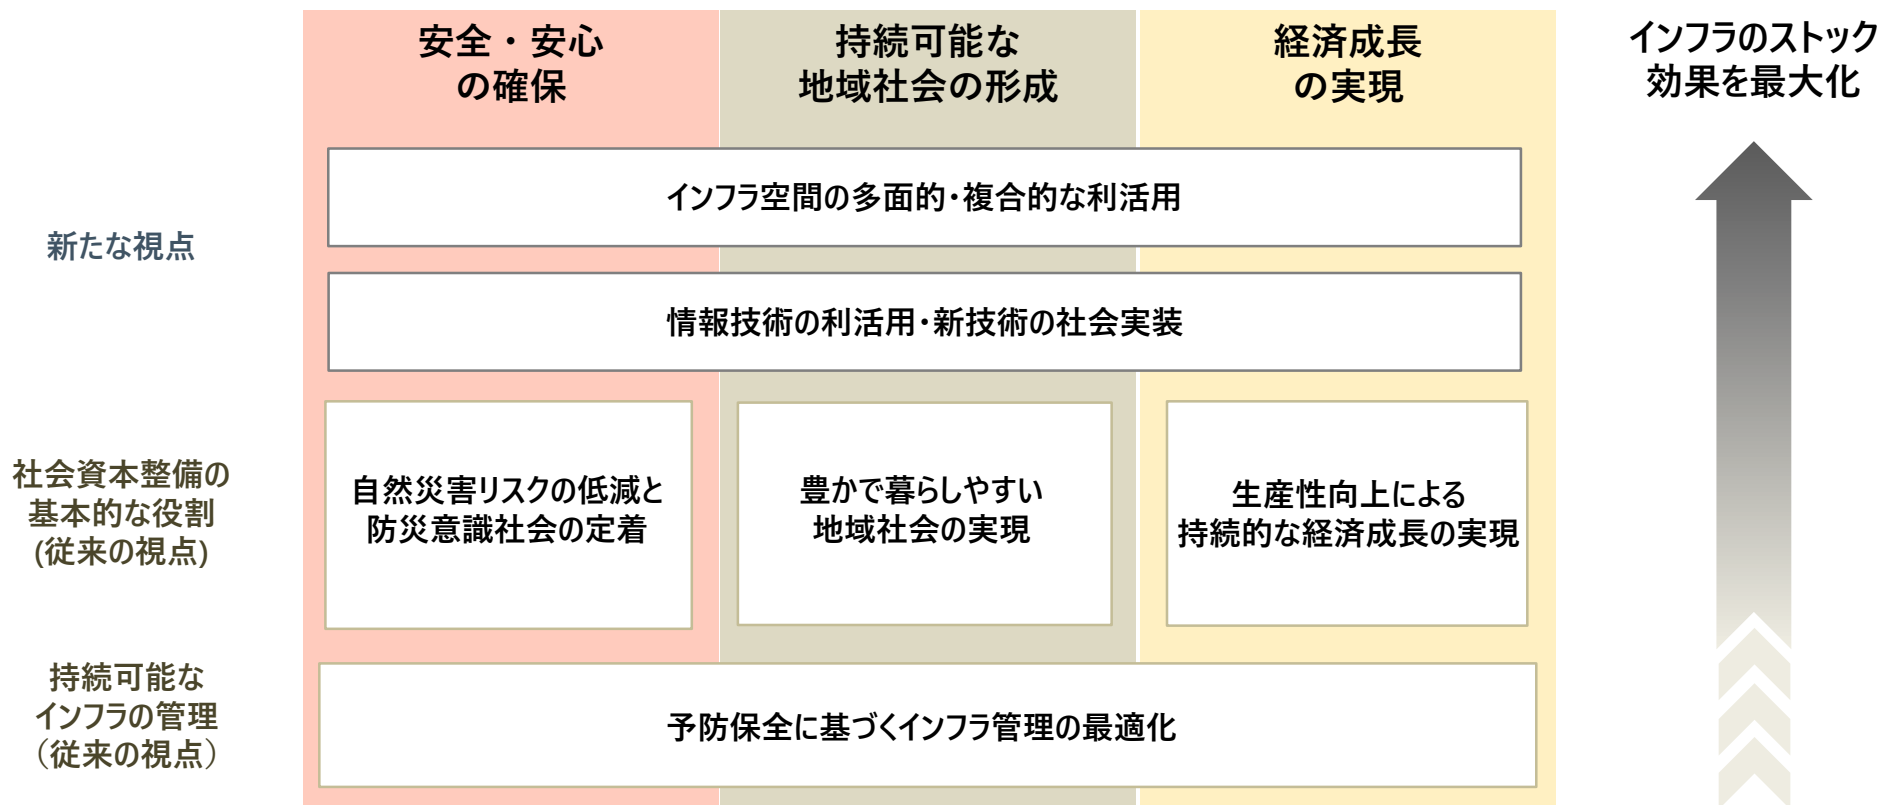 安全・安心
の確保
持続可能な
地域社会の形成
経済成長
の実現
インフラのストック
効果を最大化
新たな視点
インフラ空間の多面的・複合的な利活用
情報技術の利活用・新技術の社会実装
社会資本整備の
基本的な役割
(従来の視点)
自然災害リスクの低減と
防災意識社会の定着
豊かで暮らしやすい
地域社会の実現
生産性向上による
持続的な経済成長の実現
持続可能な
インフラの管理
（従来の視点）
予防保全に基づくインフラ管理の最適化